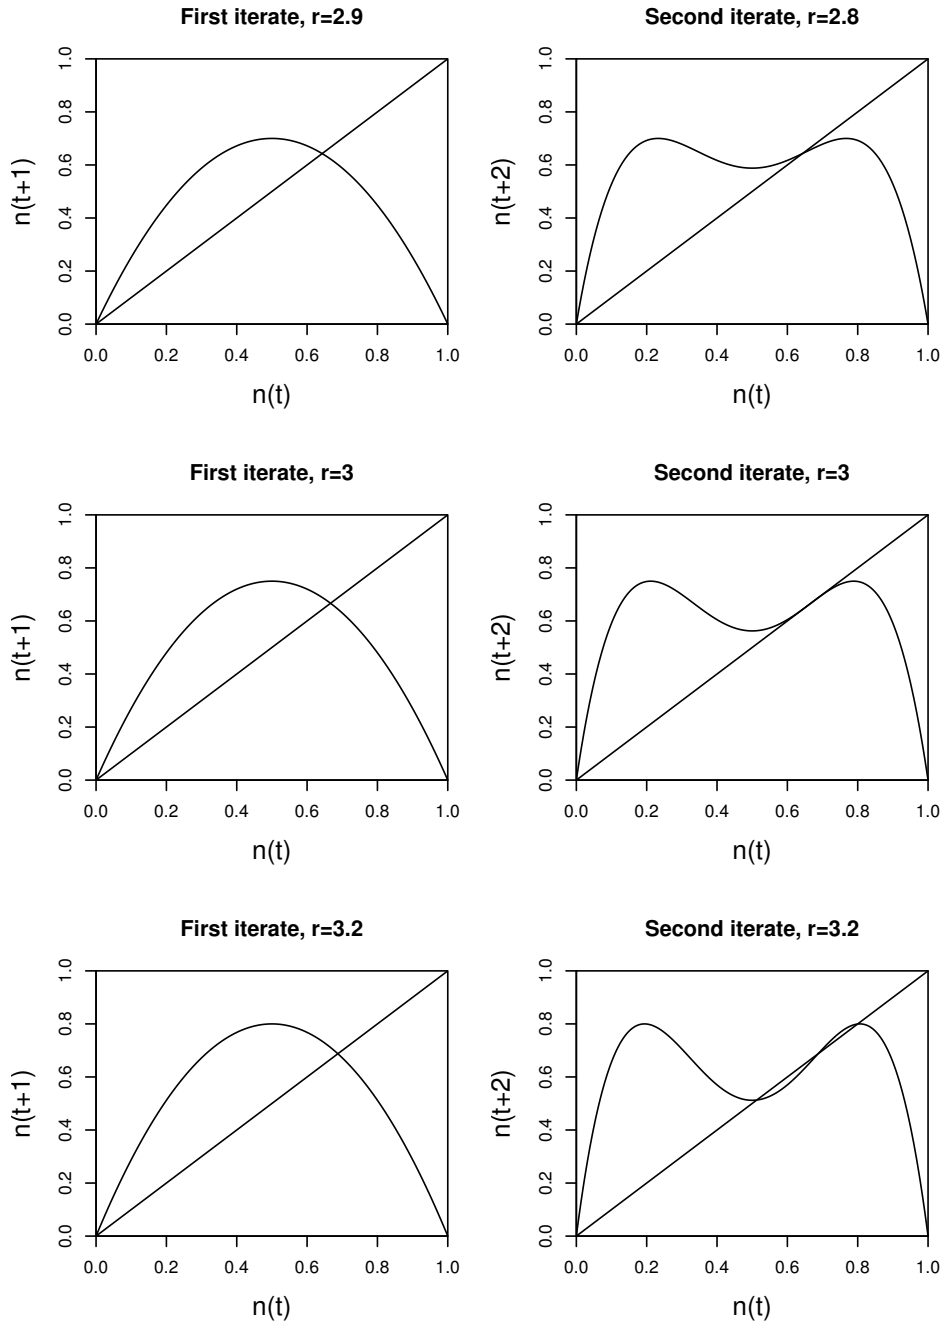 First iterate, r=2.9
n(t+1)
0.0 0.2 0.4 0.6 0.8 1.0
0.0 0.2 0.4 0.6 0.8 1.0
n(t)
Second iterate, r=2.8
n(t+2)
0.0 0.2 0.4 0.6 0.8 1.0
0.0 0.2 0.4 0.6 0.8 1.0
n(t)
First iterate, r=3
n(t+1)
0.0 0.2 0.4 0.6 0.8 1.0
0.0 0.2 0.4 0.6 0.8 1.0
n(t)
Second iterate, r=3
n(t+2)
0.0 0.2 0.4 0.6 0.8 1.0
0.0 0.2 0.4 0.6 0.8 1.0
n(t)
First iterate, r=3.2
n(t+1)
0.0 0.2 0.4 0.6 0.8 1.0
0.0 0.2 0.4 0.6 0.8 1.0
n(t)
Second iterate, r=3.2
n(t+2)
0.0 0.2 0.4 0.6 0.8 1.0
0.0 0.2 0.4 0.6 0.8 1.0
n(t)